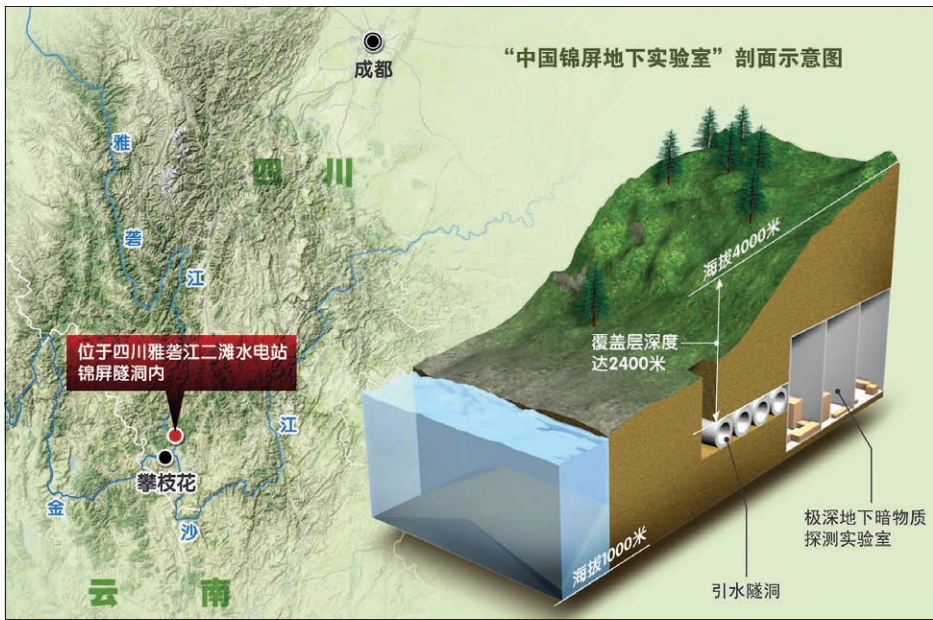 成都
“中国锦屏地下实验室”剖面示意图
四 川
雅
砻
江
位于四川雅砻江二滩水电站
锦屏隧洞内
攀枝花
金
沙
江
云 南
海拔4000米
覆盖层深度
达2400米
海拔1000米
引水隧洞
极深地下暗物质
探测实验室